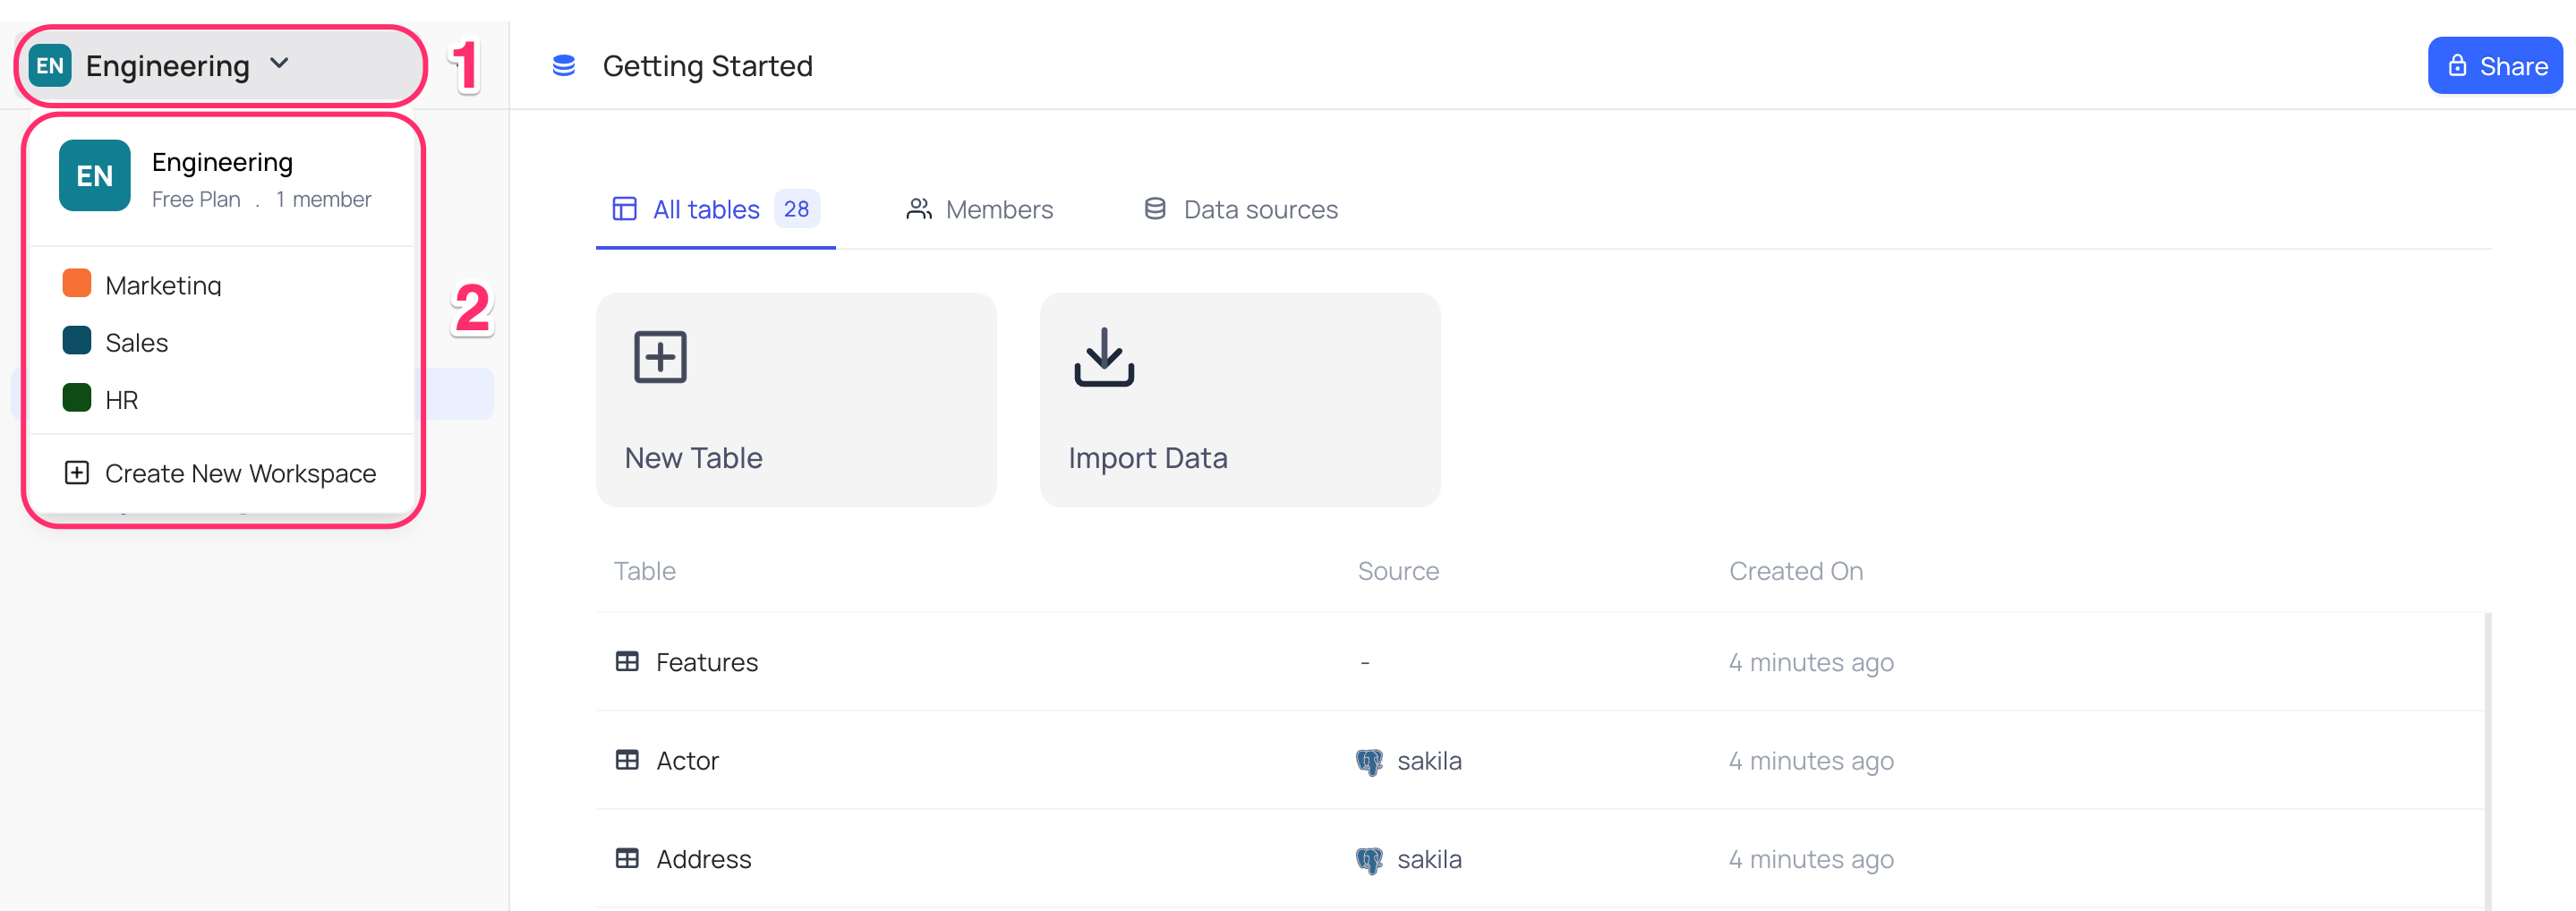 EN Engineering 1
Getting Started
Share
EN Engineering
Free Plan . 1 member
Marketing
Sales
HR
Create New Workspace
2
All tables 28 Members Data sources
New Table
Import Data
Table Source Created On
Features - 4 minutes ago
Actor sakila 4 minutes ago
Address sakila 4 minutes ago